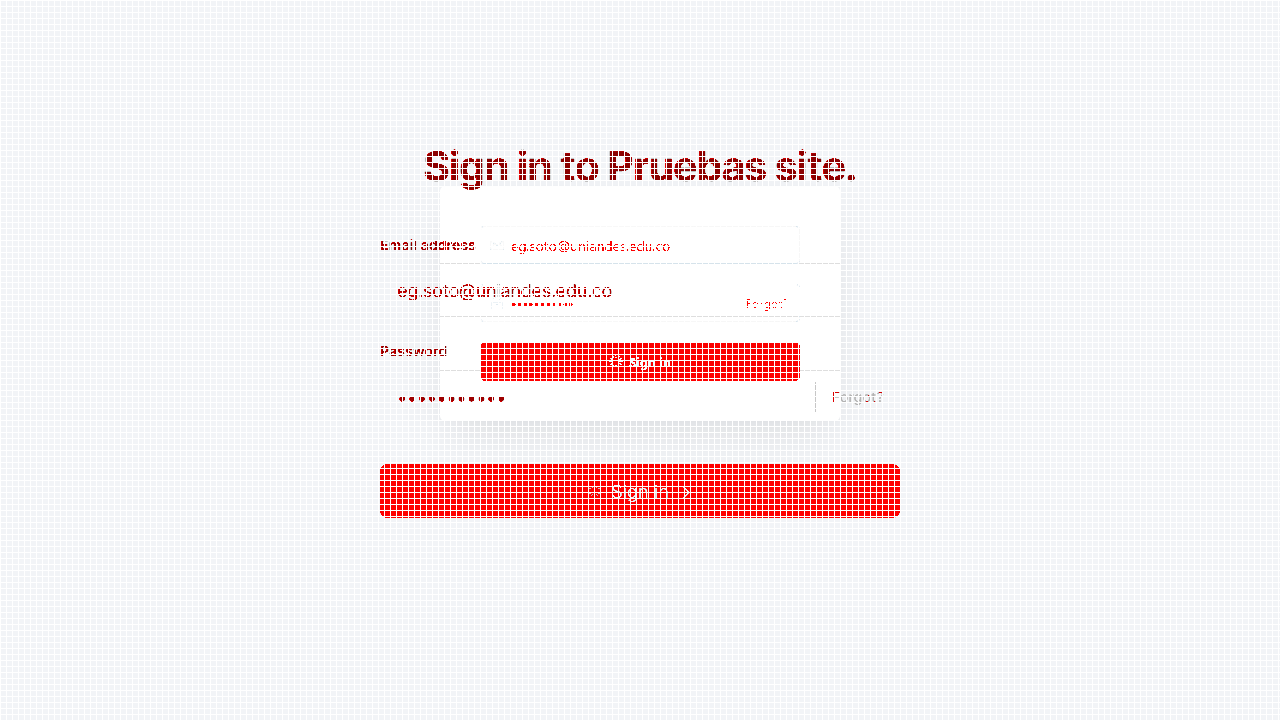 Sign in to Pruebas site.
Email address
eg.soto@uniandes.edu.co
eg.soto@uniandes.edu.co
Forgot?
Password
Sign in
Forgot?
Sign in